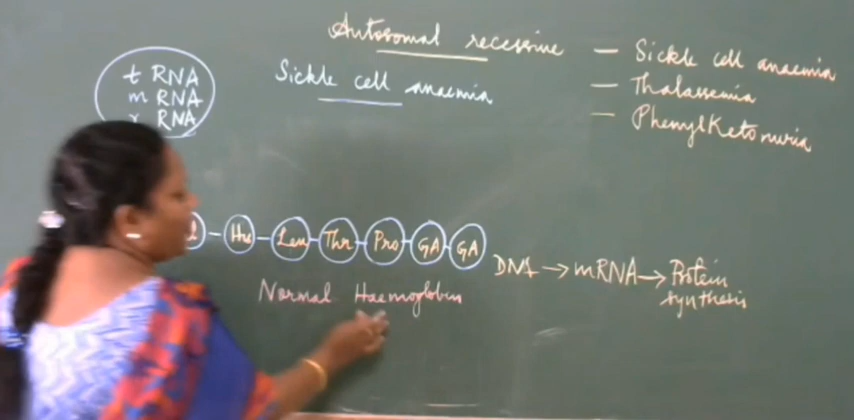 Autosomal recessive — Sickle cell anaemia
— Thalassemia
— PhenylKetonuria
Sickle cell anaemia
t RNA
m RNA
r RNA
His - Leu - Thr - Pro - GA - GA
Normal Haemoglobin
DNA → mRNA → Protein
synthesis